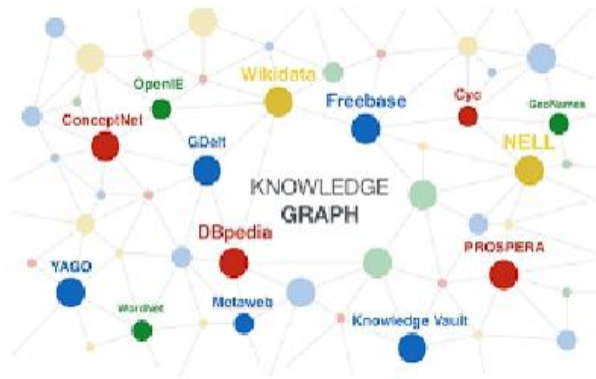 Wikidata
OpenIE
Freebase
Cyc
GeoNames
ConceptNet
GDelt
NELL
KNOWLEDGE
GRAPH
DBpedia
PROSPERA
YAGO
WordNet
Metaweb
Knowledge Vault